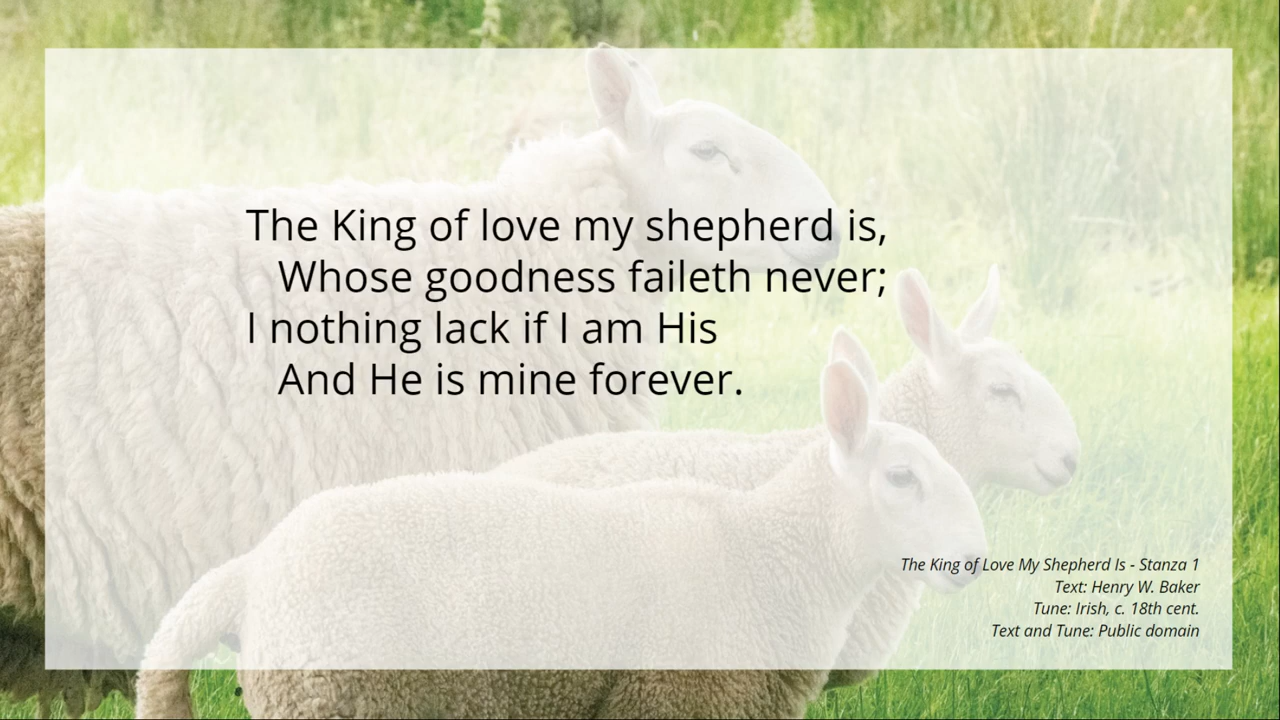 The King of love my shepherd is,
Whose goodness faileth never;
I nothing lack if I am His
And He is mine forever.
The King of Love My Shepherd Is - Stanza 1
Text: Henry W. Baker
Tune: Irish, c. 18th cent.
Text and Tune: Public domain